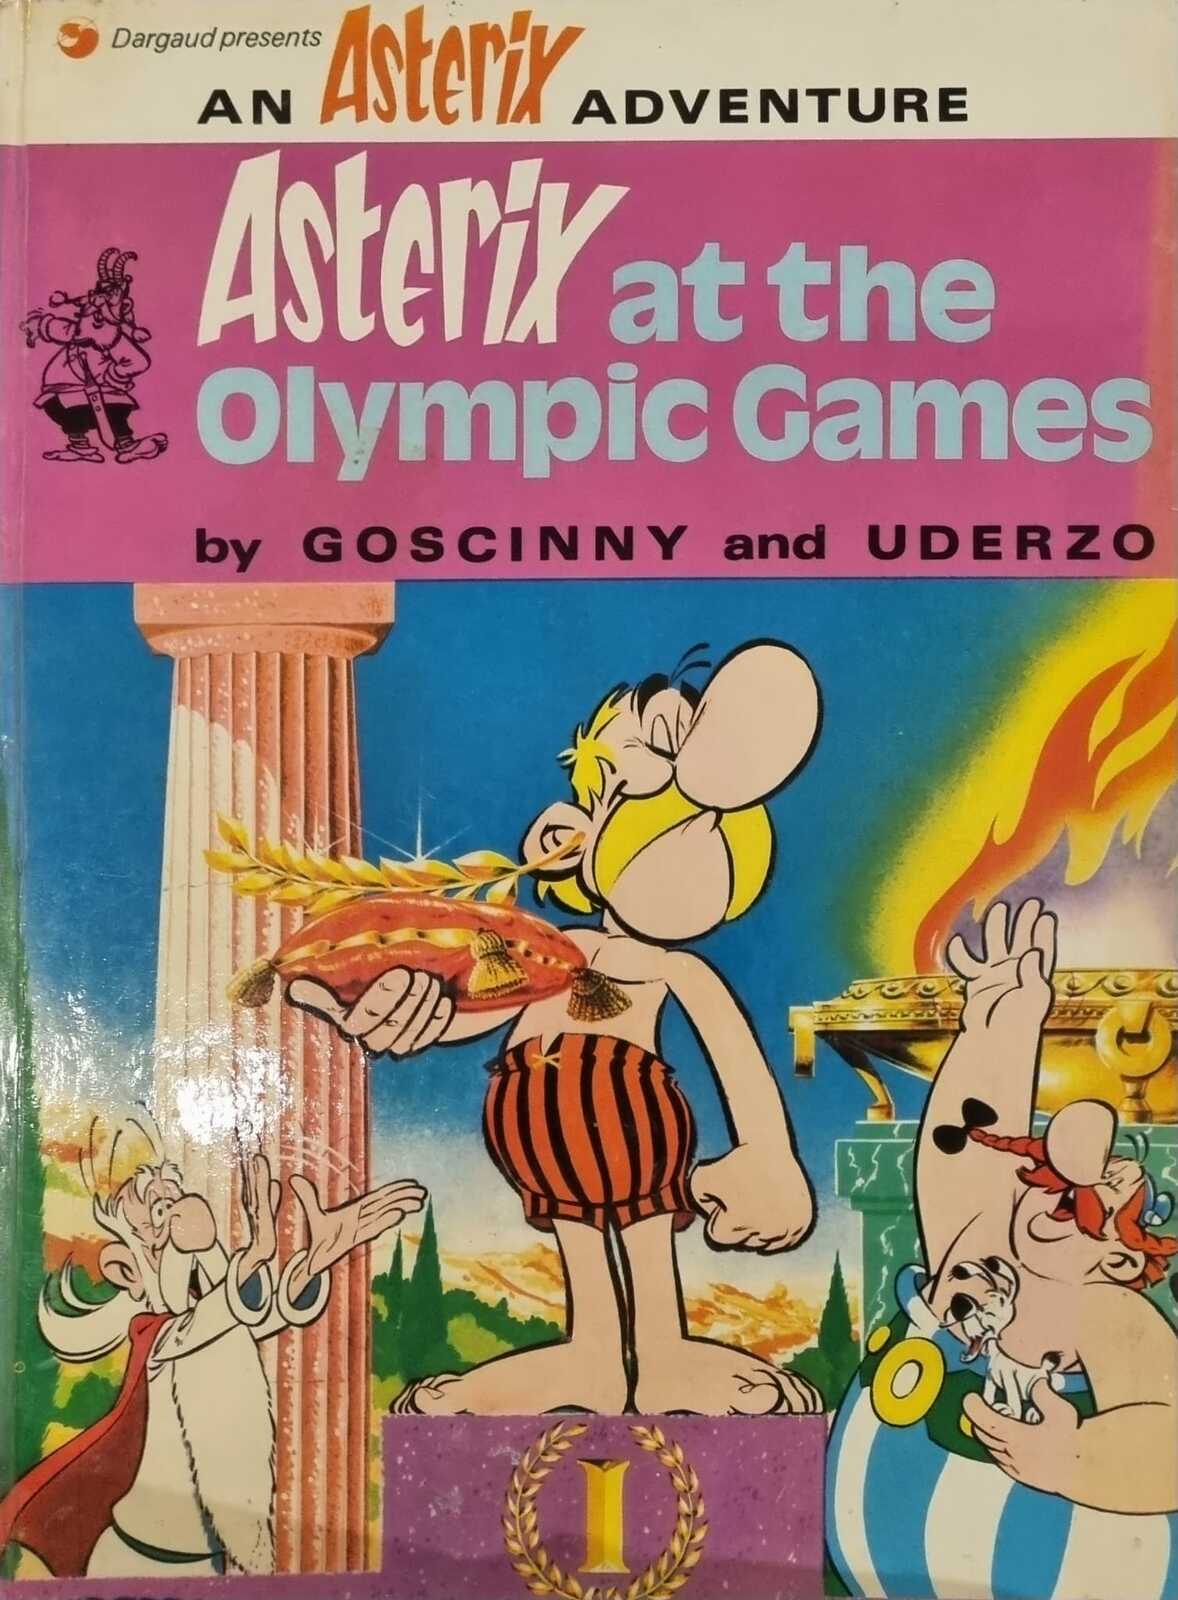 Dargaud presents
AN Asterix ADVENTURE
Asterix at the
Olympic Games
by GOSCINNY and UDERZO
I